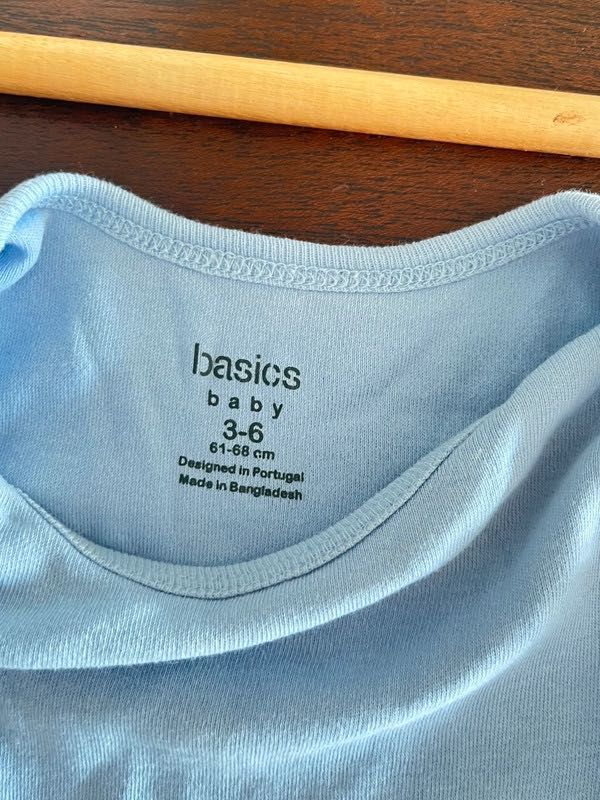 basics
baby
3-6
61-68 cm
Designed in Portugal
Made in Bangladesh